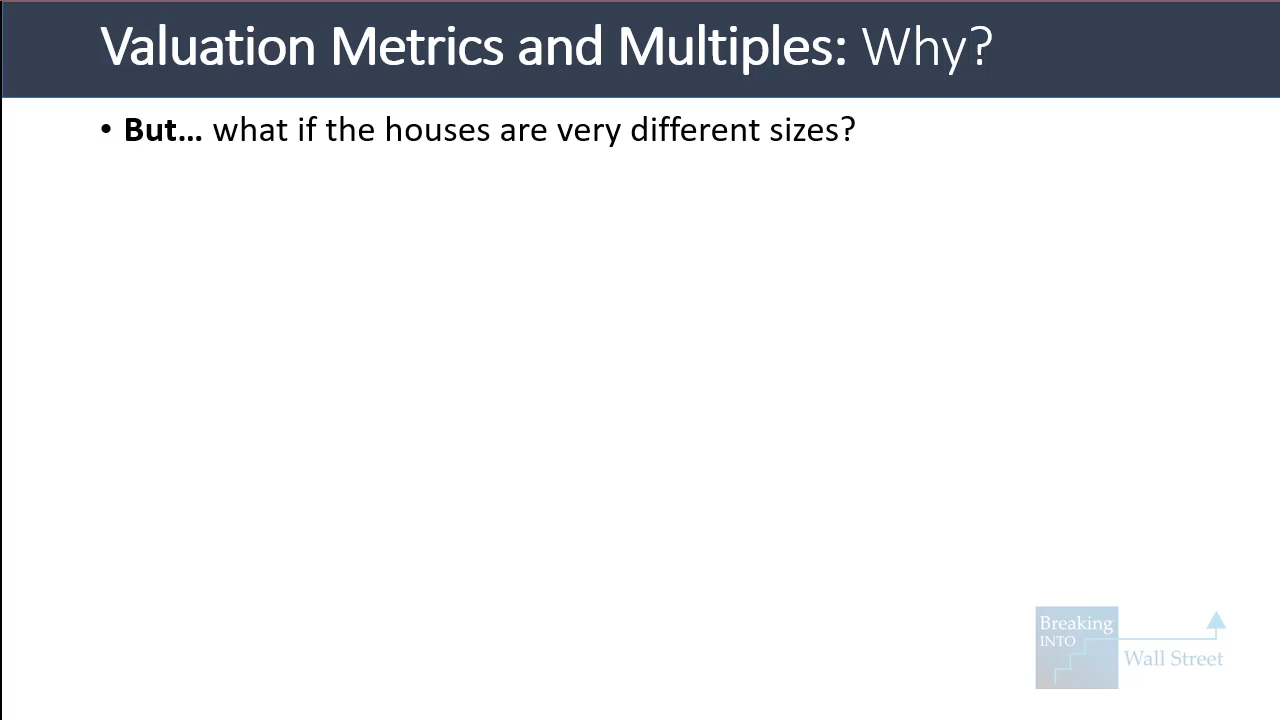 Valuation Metrics and Multiples: Why?
• But… what if the houses are very different sizes?
Breaking
INTO
Wall Street